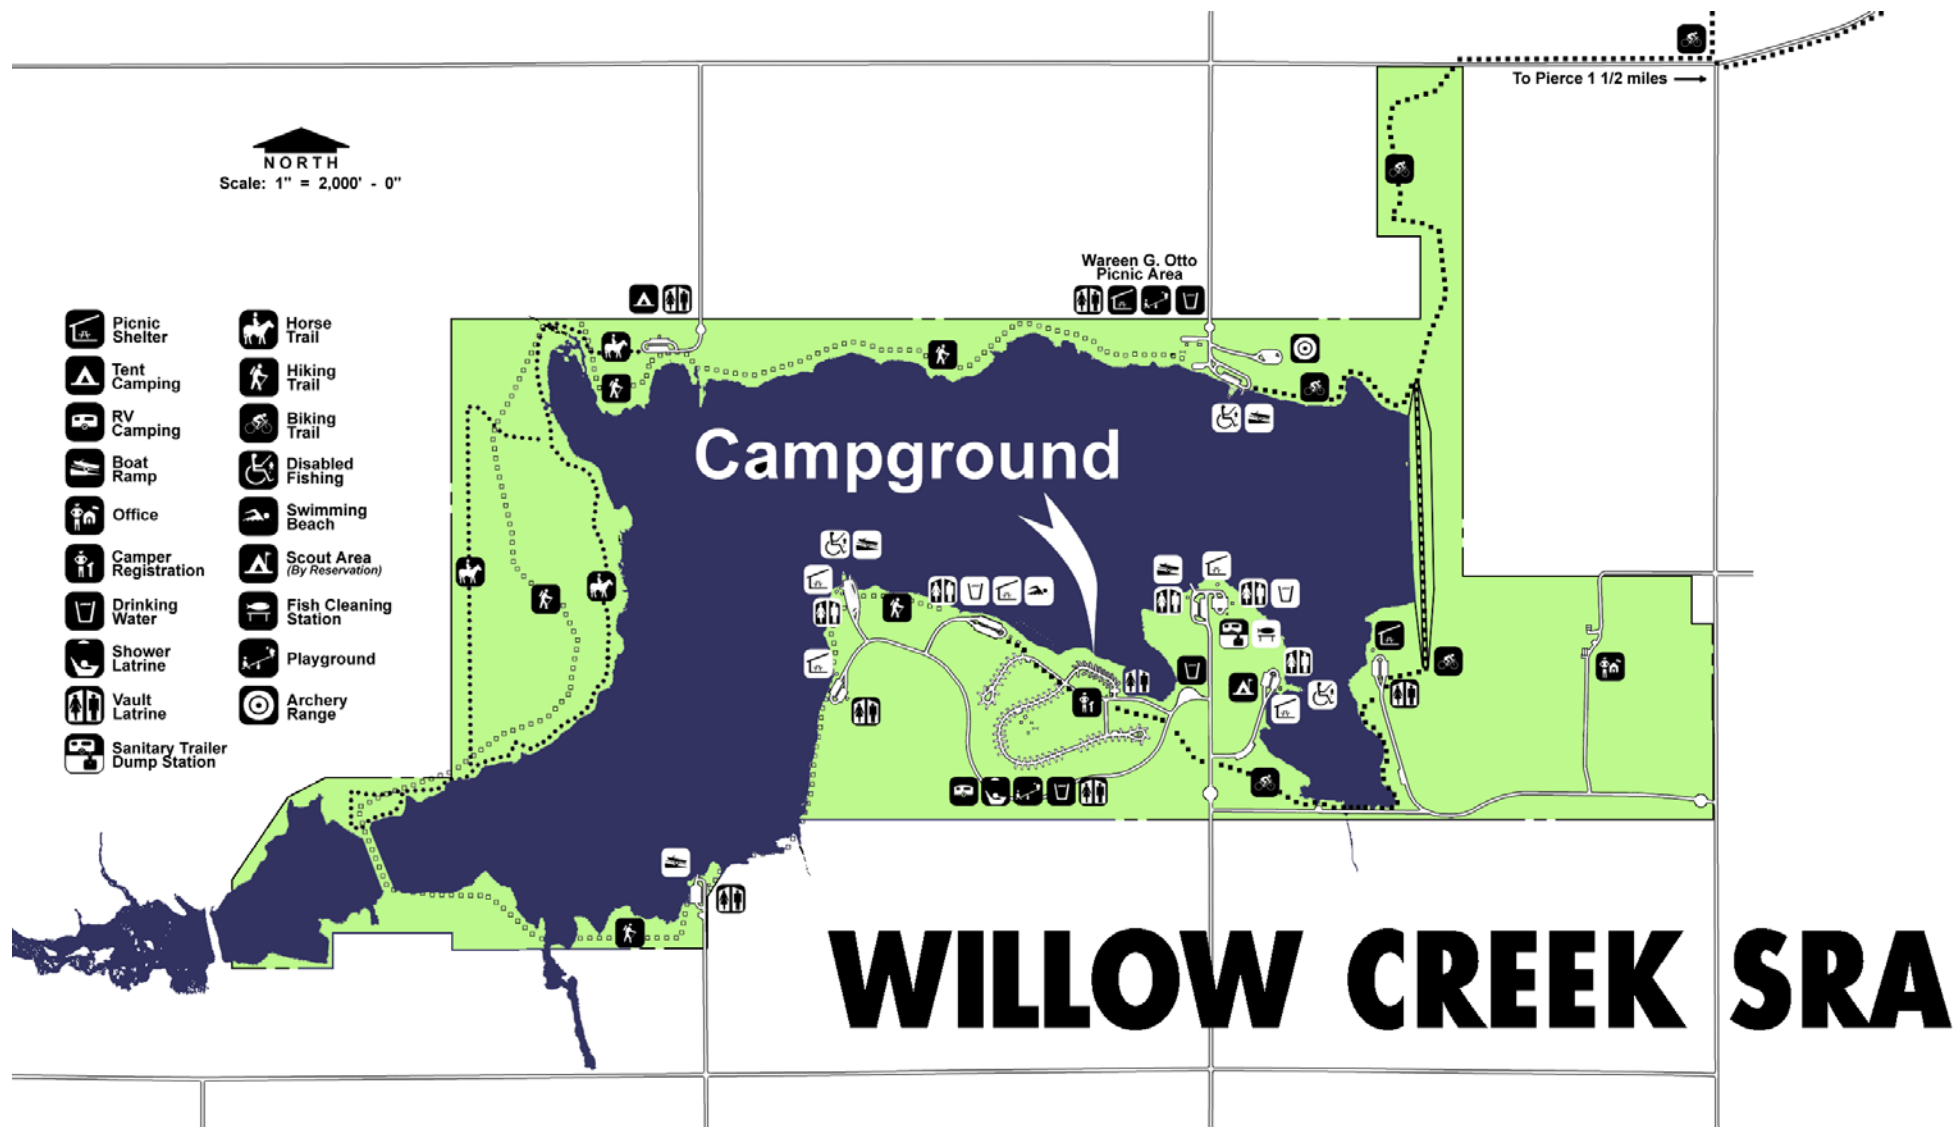 To Pierce 1 1/2 miles
NORTH
Scale: 1" = 2,000' - 0"
Wareen G. Otto
Picnic Area
Picnic
Shelter
Tent
Camping
RV
Camping
Boat
Ramp
Office
Camper
Registration
Drinking
Water
Shower
Latrine
Vault
Latrine
Sanitary Trailer
Dump Station
Horse
Trail
Hiking
Trail
Biking
Trail
Disabled
Fishing
Swimming
Beach
Scout Area
(By Reservation)
Fish Cleaning
Station
Playground
Archery
Range
Campground
WILLOW CREEK SRA